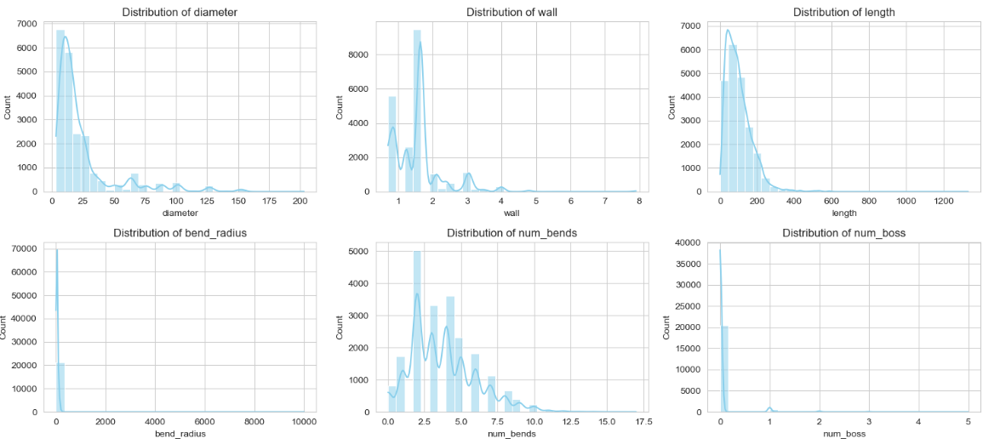 Distribution of diameter
7000
6000
5000
4000
3000
2000
1000
0
Count
0 25 50 75 100 125 150 175 200
diameter
Distribution of wall
8000
6000
4000
2000
0
Count
1 2 3 4 5 6 7 8
wall
Distribution of length
7000
6000
5000
4000
3000
2000
1000
0
Count
0 200 400 600 800 1000 1200
length
Distribution of bend_radius
70000
60000
50000
40000
30000
20000
10000
0
Count
0 2000 4000 6000 8000 10000
bend_radius
Distribution of num_bends
5000
4000
3000
2000
1000
0
Count
0.0 2.5 5.0 7.5 10.0 12.5 15.0 17.5
num_bends
Distribution of num_boss
40000
35000
30000
25000
20000
15000
10000
5000
0
Count
0 1 2 3 4 5
num_boss